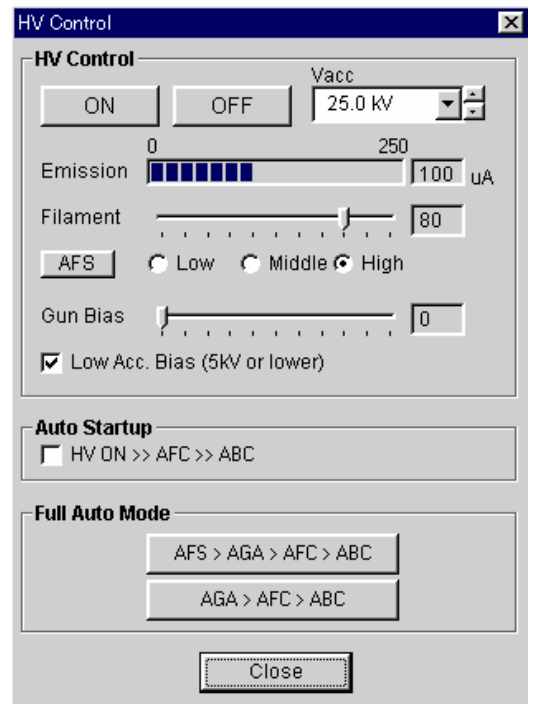 HV Control
HV Control
Vacc
ON OFF 25.0 kV
0 250
Emission 100 uA
Filament 80
AFS Low Middle High
Gun Bias 0
Low Acc. Bias (5kV or lower)
Auto Startup
HV ON >> AFC >> ABC
Full Auto Mode
AFS > AGA > AFC > ABC
AGA > AFC > ABC
Close